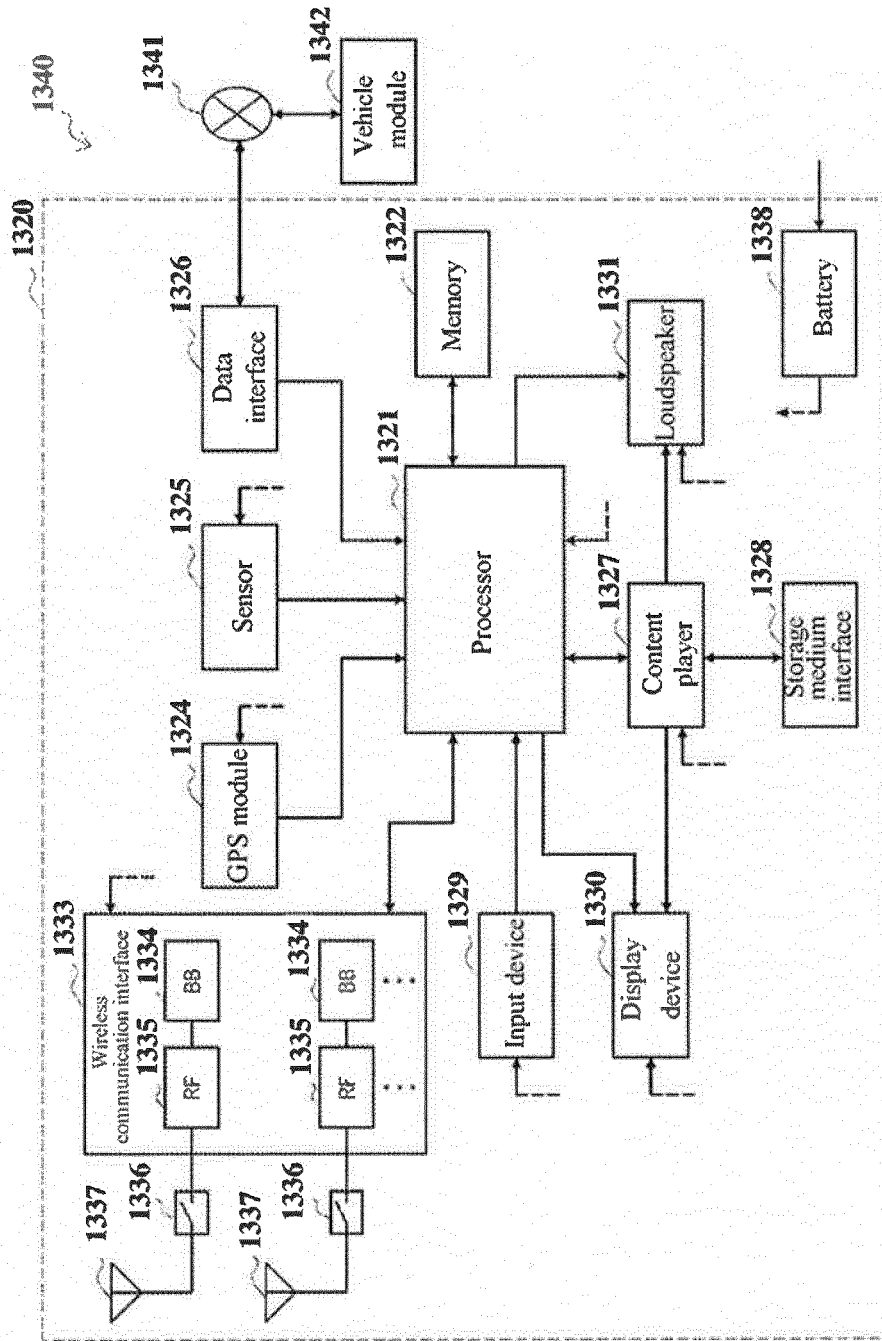 1340
1320
1341
1342
Vehicle
module
1333
Wireless
communication interface
1337
1336
1335
RF
1334
BB
1337
1336
1335
RF
1334
BB
1324
GPS module
1325
Sensor
1326
Data
interface
1321
Processor
1322
Memory
1329
Input device
1330
Display
device
1327
Content
player
1331
Loudspeaker
1328
Storage
medium
interface
1338
Battery